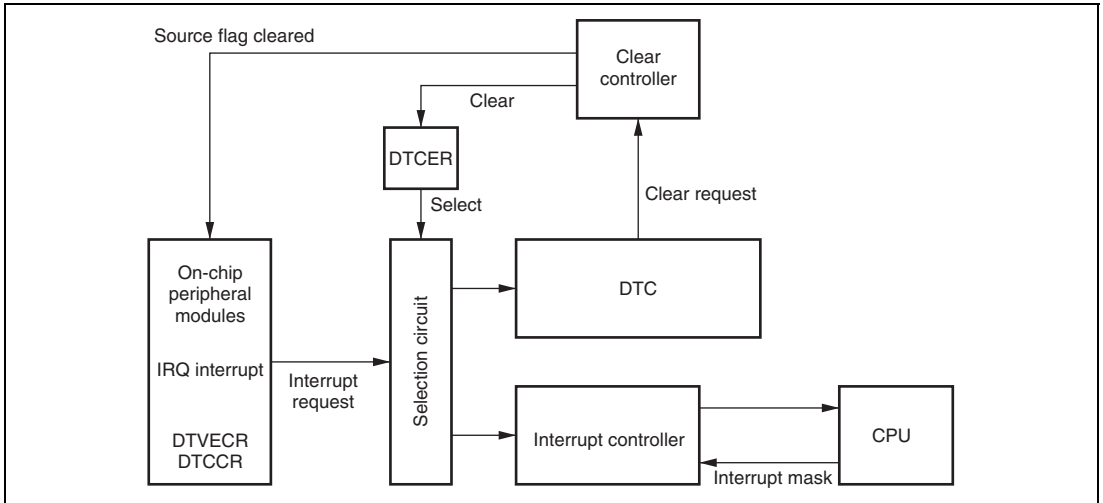 Source flag cleared
Clear
controller
Clear
DTCER
Select
Clear request
On-chip
peripheral
modules
IRQ interrupt
DTVECR
DTCCR
Interrupt
request
Selection circuit
DTC
Interrupt controller
CPU
Interrupt mask